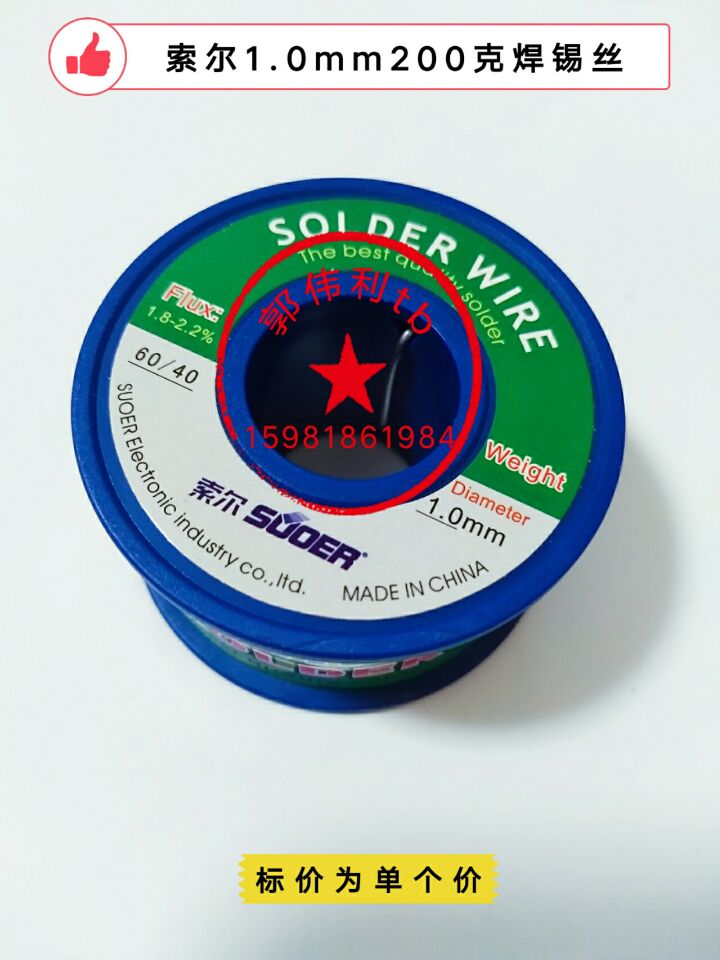 索尔1.0mm200克焊锡丝
SOLDER WIRE
The best quality solder
Flux:
1.8-2.2%
60/40
郭伟利tb
15981861984
Weight
Diameter
1.0mm
索尔 SUOER®
SUOER Electronic industry co.,ltd.
MADE IN CHINA
SOLDER
标价为单个价